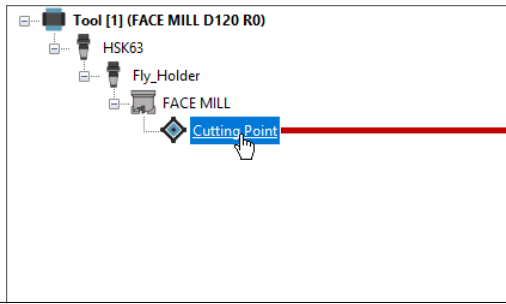 Tool [1] (FACE MILL D120 R0)
HSK63
Fly_Holder
FACE MILL
Cutting Point